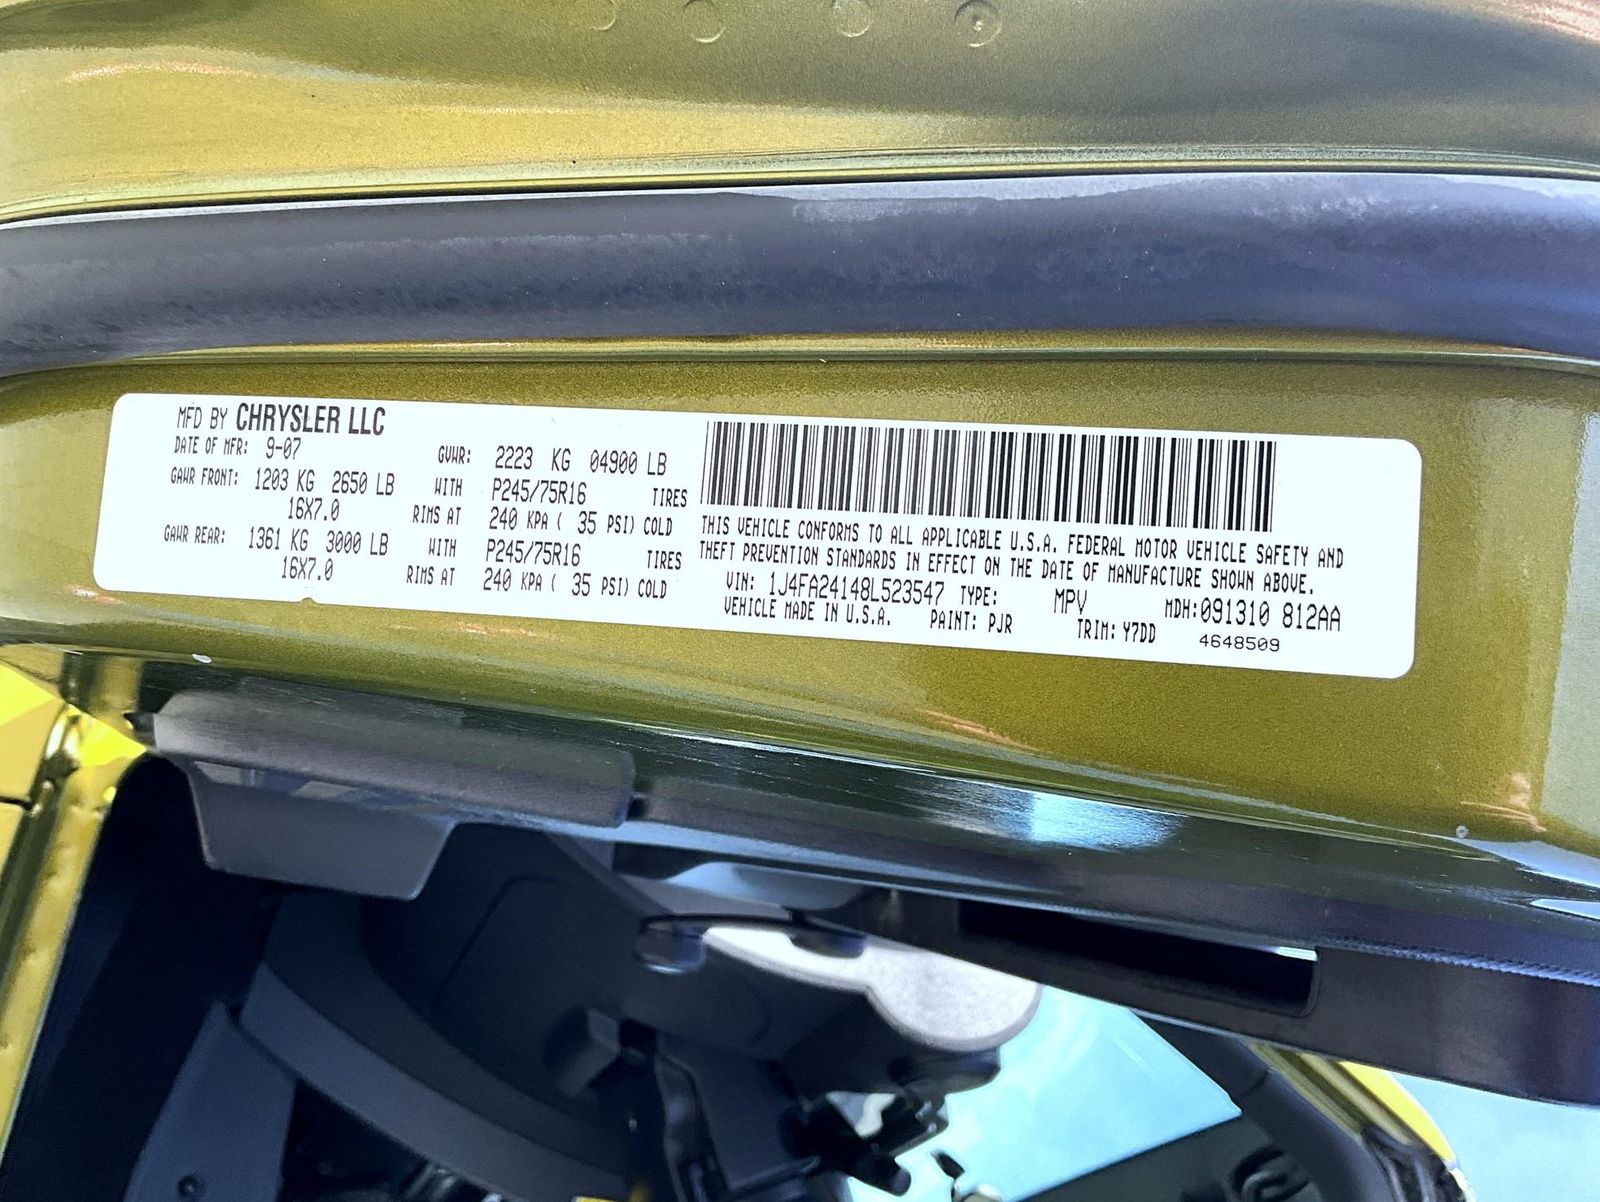 MFD BY CHRYSLER LLC
DATE OF MFR: 9-07 GVWR: 2223 KG 04900 LB
GAWR FRONT: 1203 KG 2650 LB WITH P245/75R16 TIRES
16X7.0 RIMS AT 240 KPA ( 35 PSI) COLD
GAWR REAR: 1361 KG 3000 LB WITH P245/75R16 TIRES
16X7.0 RIMS AT 240 KPA ( 35 PSI) COLD
THIS VEHICLE CONFORMS TO ALL APPLICABLE U.S.A. FEDERAL MOTOR VEHICLE SAFETY AND
THEFT PREVENTION STANDARDS IN EFFECT ON THE DATE OF MANUFACTURE SHOWN ABOVE.
VIN: 1J4FA24148L523547 TYPE: MPV MDH:091310 812AA
VEHICLE MADE IN U.S.A. PAINT: PJR TRIM: Y7DD 4648509